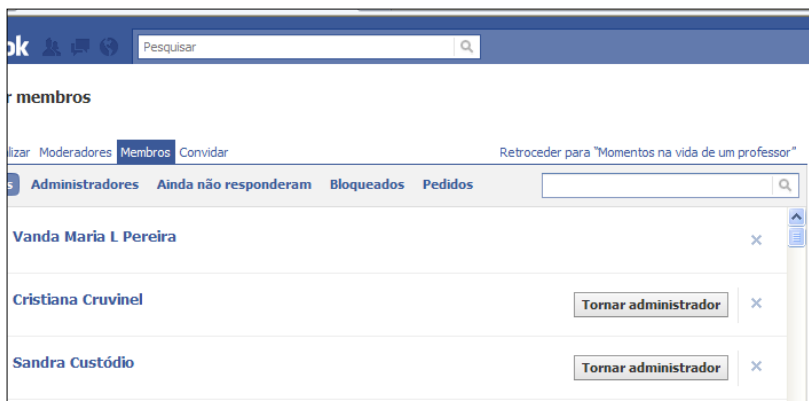 ok Pesquisar
r membros
lizar Moderadores Membros Convidar Retroceder para "Momentos na vida de um professor"
s Administradores Ainda não responderam Bloqueados Pedidos
Vanda Maria L Pereira
Cristiana Cruvinel Tornar administrador
Sandra Custódio Tornar administrador